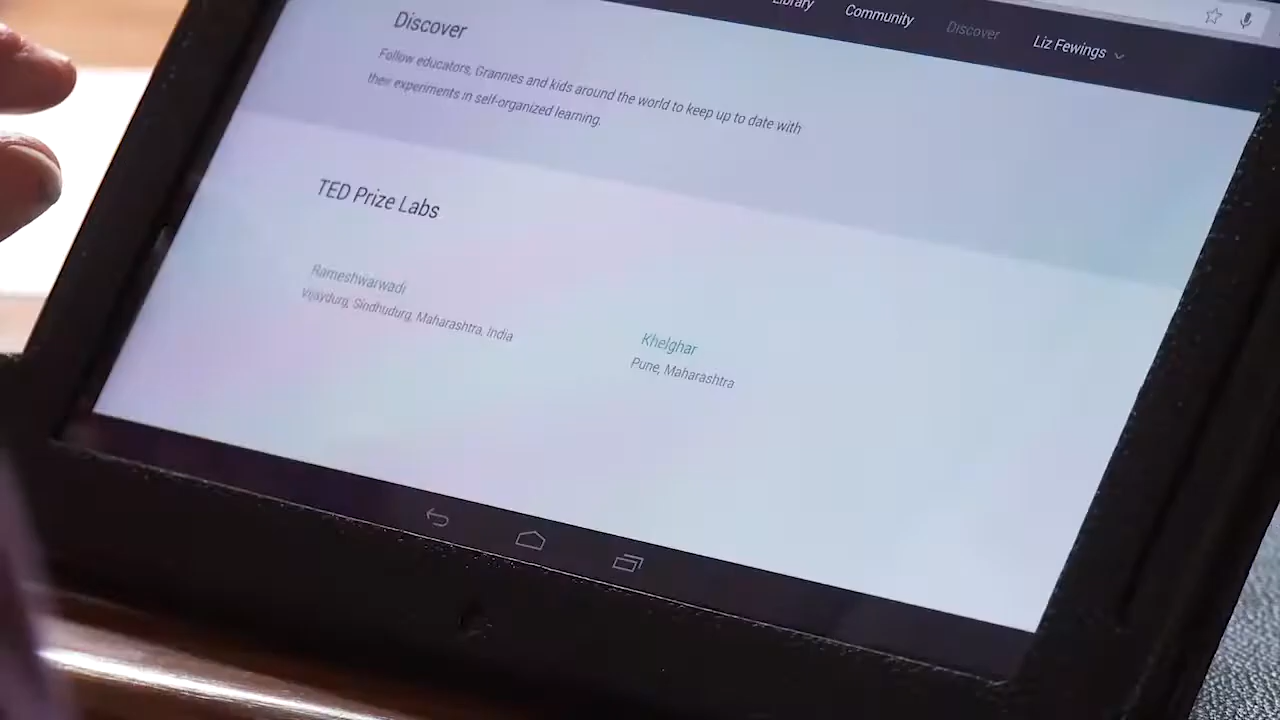 Library Community Discover Liz Fewings
Discover
Follow educators, Grannies and kids around the world to keep up to date with
their experiments in self-organized learning.
TED Prize Labs
Rameshwarwadi
Vijaydurg, Sindhudurg, Maharashtra, India
Khelghar
Pune, Maharashtra